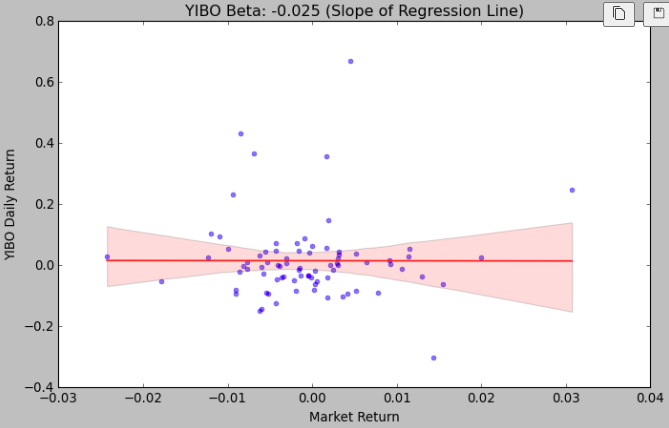 YIBO Beta: -0.025 (Slope of Regression Line)
0.8
0.6
0.4
0.2
0.0
−0.2
−0.4
YIBO Daily Return
−0.03 −0.02 −0.01 0.00 0.01 0.02 0.03 0.04
Market Return